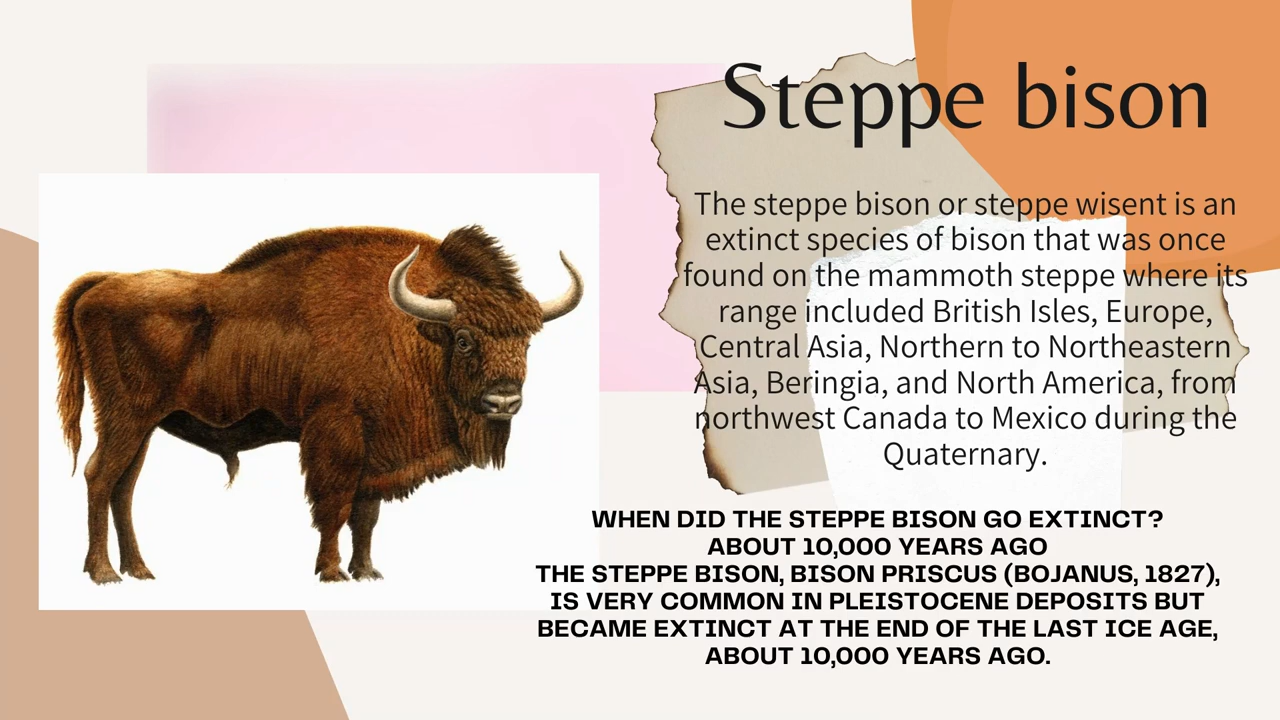 Steppe bison
The steppe bison or steppe wisent is an
extinct species of bison that was once
found on the mammoth steppe where its
range included British Isles, Europe,
Central Asia, Northern to Northeastern
Asia, Beringia, and North America, from
northwest Canada to Mexico during the
Quaternary.
WHEN DID THE STEPPE BISON GO EXTINCT?
ABOUT 10,000 YEARS AGO
THE STEPPE BISON, BISON PRISCUS (BOJANUS, 1827),
IS VERY COMMON IN PLEISTOCENE DEPOSITS BUT
BECAME EXTINCT AT THE END OF THE LAST ICE AGE,
ABOUT 10,000 YEARS AGO.